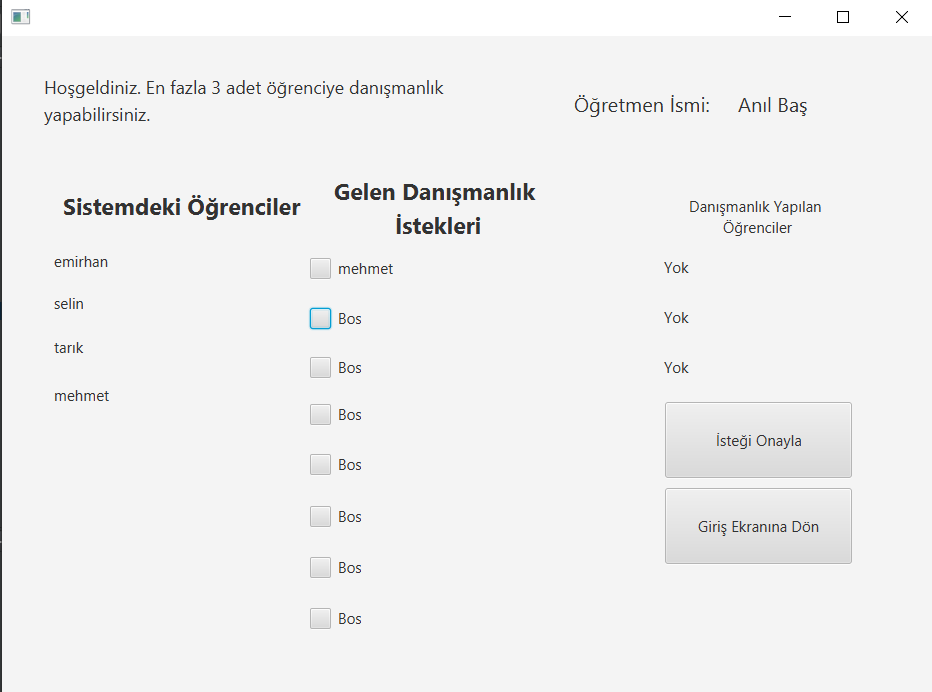 Hoşgeldiniz. En fazla 3 adet öğrenciye danışmanlık
yapabilirsiniz.
Öğretmen İsmi: Anıl Baş
Sistemdeki Öğrenciler
emirhan
selin
tarık
mehmet
Gelen Danışmanlık
İstekleri
mehmet
Bos
Bos
Bos
Bos
Bos
Bos
Bos
Danışmanlık Yapılan
Öğrenciler
Yok
Yok
Yok
İsteği Onayla
Giriş Ekranına Dön